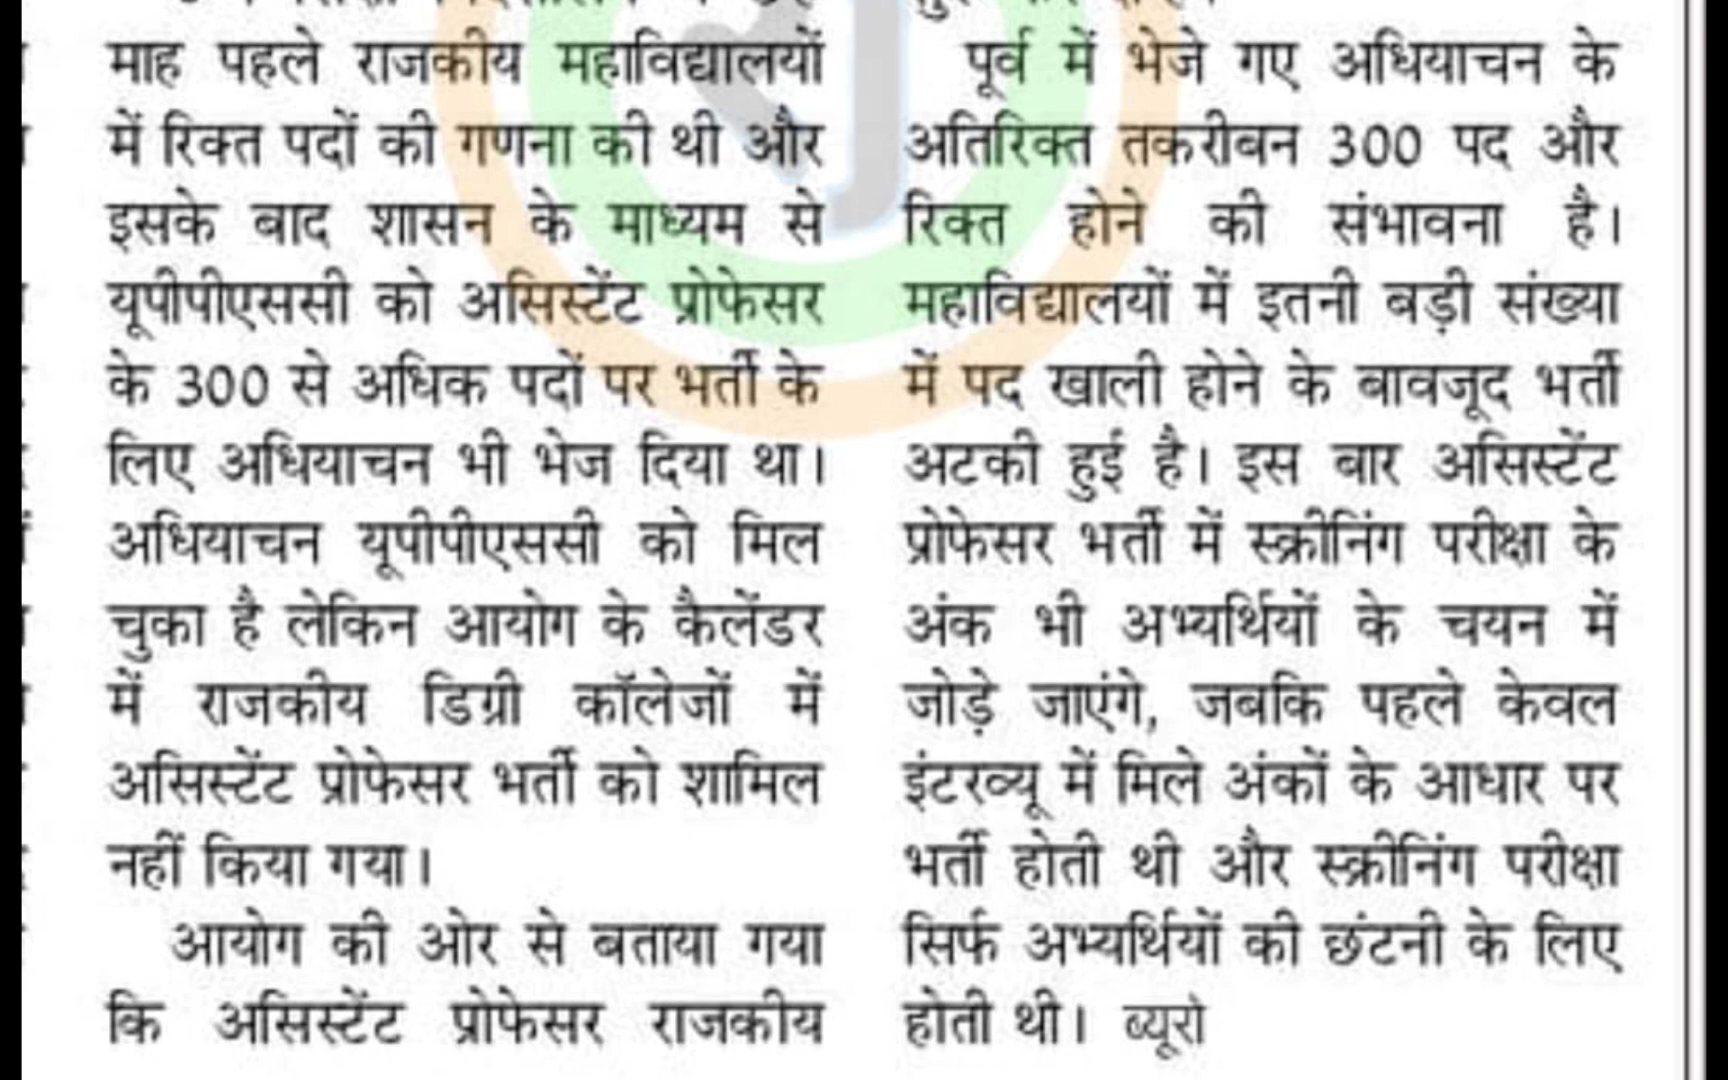 माह पहले राजकीय महाविद्यालयों
में रिक्त पदों की गणना की थी और
इसके बाद शासन के माध्यम से
यूपीपीएससी को असिस्टेंट प्रोफेसर
के 300 से अधिक पदों पर भर्ती के
लिए अधियाचन भी भेज दिया था।
अधियाचन यूपीपीएससी को मिल
चुका है लेकिन आयोग के कैलेंडर
में राजकीय डिग्री कॉलेजों में
असिस्टेंट प्रोफेसर भर्ती को शामिल
नहीं किया गया।
आयोग की ओर से बताया गया
कि असिस्टेंट प्रोफेसर राजकीय
पूर्व में भेजे गए अधियाचन के
अतिरिक्त तकरीबन 300 पद और
रिक्त होने की संभावना है।
महाविद्यालयों में इतनी बड़ी संख्या
में पद खाली होने के बावजूद भर्ती
अटकी हुई है। इस बार असिस्टेंट
प्रोफेसर भर्ती में स्क्रीनिंग परीक्षा के
अंक भी अभ्यर्थियों के चयन में
जोड़े जाएंगे, जबकि पहले केवल
इंटरव्यू में मिले अंकों के आधार पर
भर्ती होती थी और स्क्रीनिंग परीक्षा
सिर्फ अभ्यर्थियों की छंटनी के लिए
होती थी। ब्यूरो